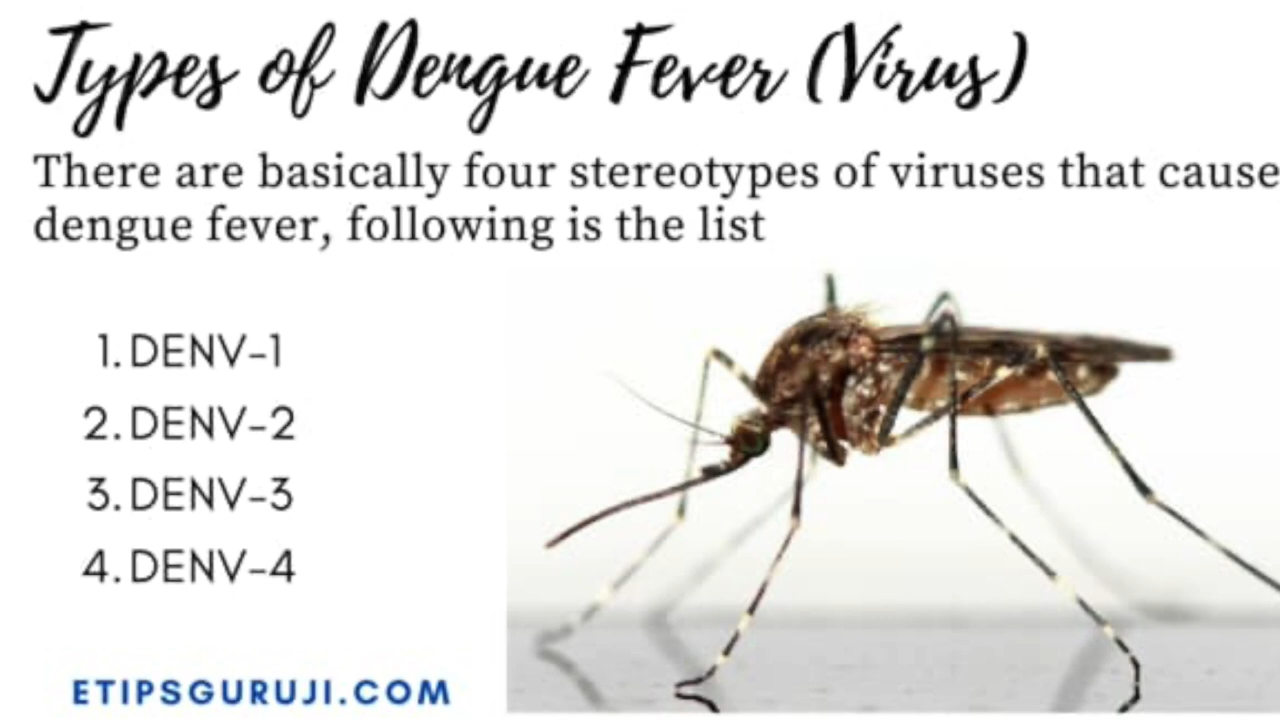 Types of Dengue Fever (Virus)
There are basically four stereotypes of viruses that cause
dengue fever, following is the list
1. DENV-1
2. DENV-2
3. DENV-3
4. DENV-4
ETIPSGURUJI.COM